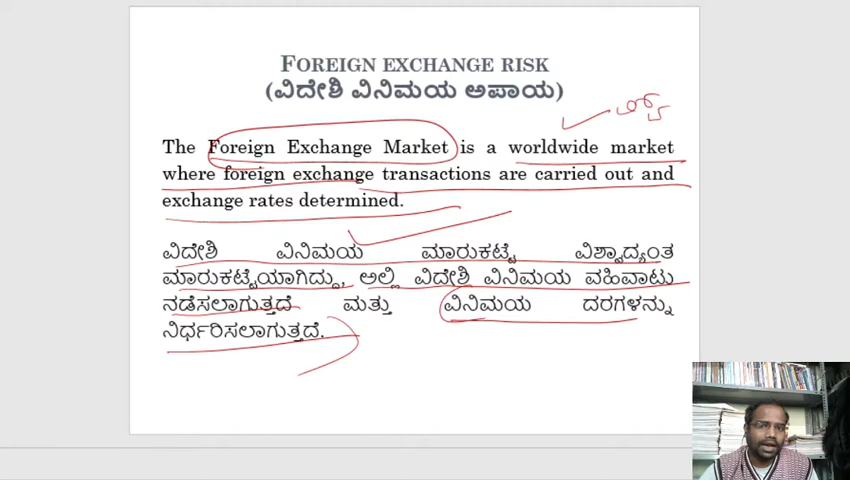 FOREIGN EXCHANGE RISK
(ವಿದೇಶಿ ವಿನಿಮಯ ಅಪಾಯ)
The Foreign Exchange Market is a worldwide market
where foreign exchange transactions are carried out and
exchange rates determined.
ವಿದೇಶಿ ವಿನಿಮಯ ಮಾರುಕಟ್ಟೆ ವಿಶ್ವಾದ್ಯಂತ
ಮಾರುಕಟ್ಟೆಯಾಗಿದ್ದು, ಅಲ್ಲಿ ವಿದೇಶಿ ವಿನಿಮಯ ವಹಿವಾಟು
ನಡೆಸಲಾಗುತ್ತದೆ ಮತ್ತು ವಿನಿಮಯ ದರಗಳನ್ನು
ನಿರ್ಧರಿಸಲಾಗುತ್ತದೆ.